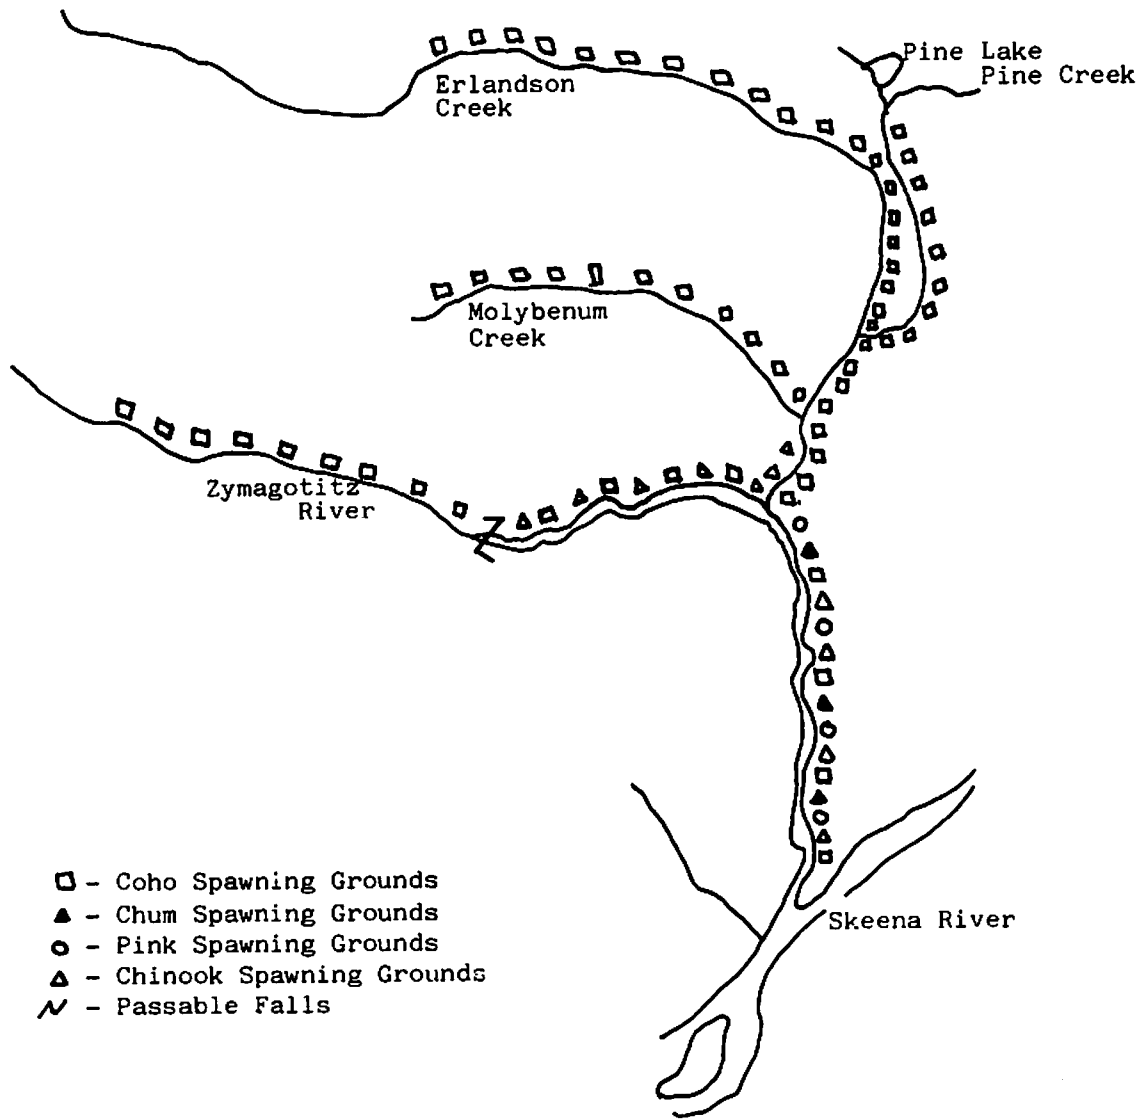 Pine Lake
Pine Creek
Erlandson
Creek
Molybenum
Creek
Zymagotitz
River
Skeena River
- Coho Spawning Grounds
- Chum Spawning Grounds
- Pink Spawning Grounds
- Chinook Spawning Grounds
- Passable Falls